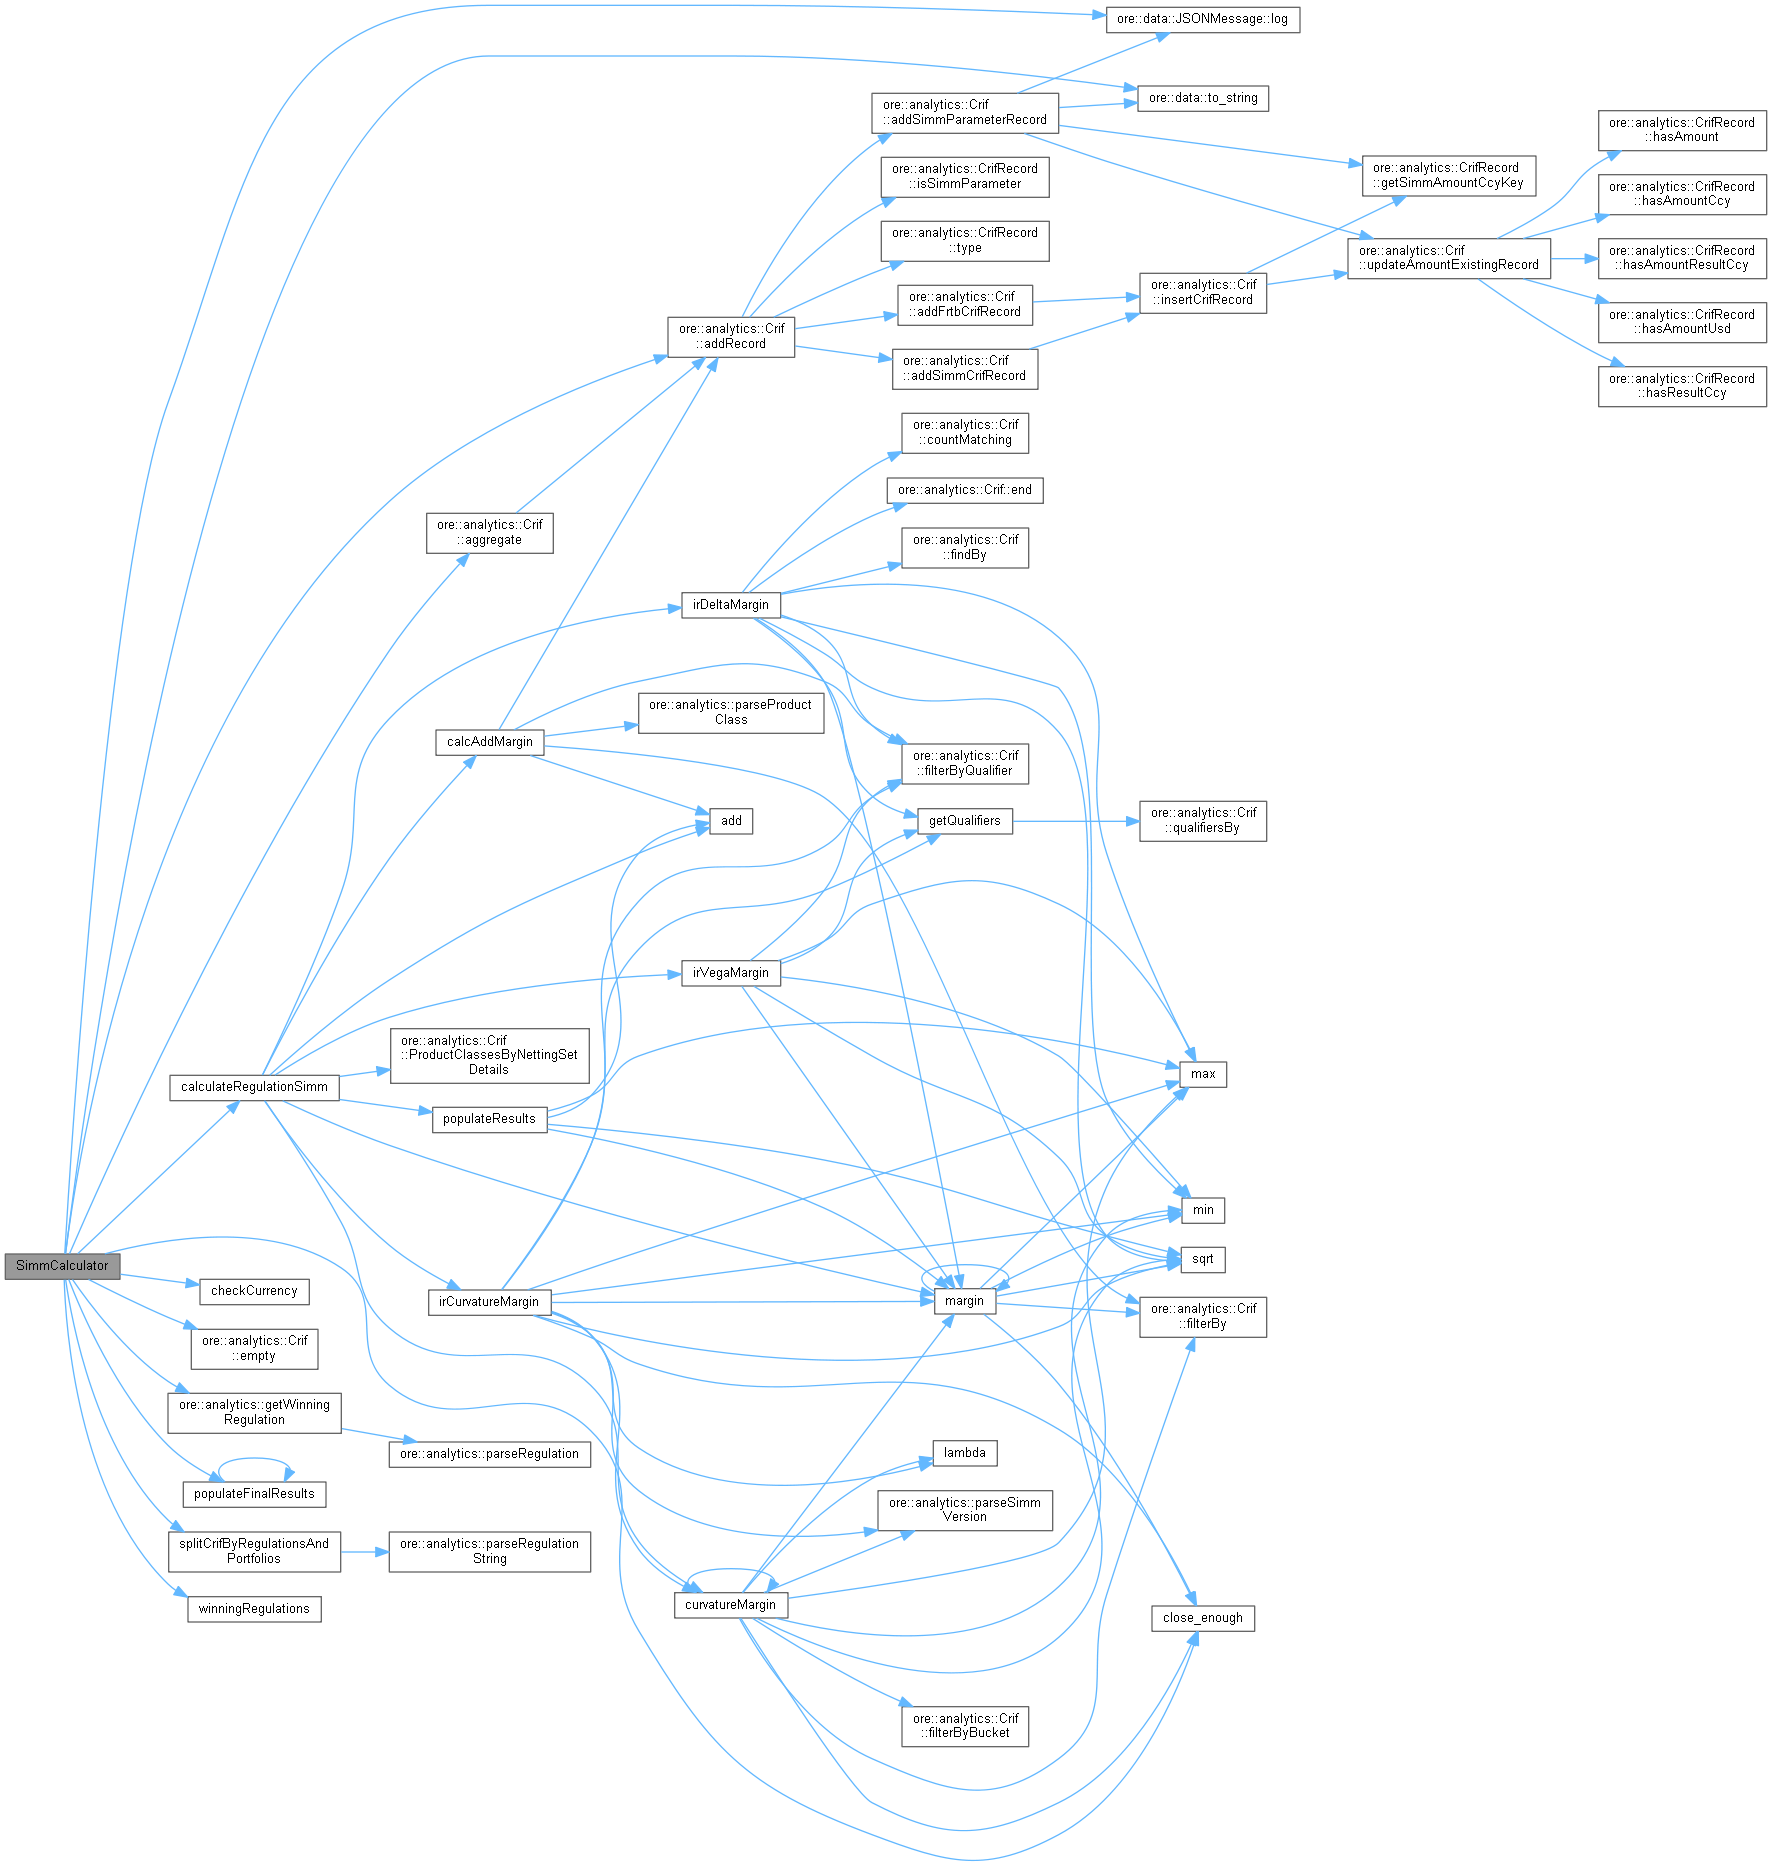 ore::data::JSONMessage::log
ore::data::to_string
ore::analytics::Crif
::addSimmParameterRecord
ore::analytics::CrifRecord
::hasAmount
ore::analytics::CrifRecord
::isSimmParameter
ore::analytics::CrifRecord
::getSimmAmountCcyKey
ore::analytics::CrifRecord
::hasAmountCcy
ore::analytics::CrifRecord
::type
ore::analytics::Crif
::updateAmountExistingRecord
ore::analytics::CrifRecord
::hasAmountResultCcy
ore::analytics::Crif
::addFrtbCrifRecord
ore::analytics::Crif
::insertCrifRecord
ore::analytics::CrifRecord
::hasAmountUsd
ore::analytics::Crif
::addRecord
ore::analytics::Crif
::addSimmCrifRecord
ore::analytics::CrifRecord
::hasResultCcy
ore::analytics::Crif
::countMatching
ore::analytics::Crif::end
ore::analytics::Crif
::aggregate
ore::analytics::Crif
::findBy
irDeltaMargin
ore::analytics::parseProduct
Class
calcAddMargin
ore::analytics::Crif
::filterByQualifier
add
getQualifiers
ore::analytics::Crif
::qualifiersBy
irVegaMargin
ore::analytics::Crif
::ProductClassesByNettingSet
Details
calculateRegulationSimm
max
populateResults
min
SimmCalculator
sqrt
checkCurrency
irCurvatureMargin
margin
ore::analytics::Crif
::filterBy
ore::analytics::Crif
::empty
ore::analytics::getWinning
Regulation
ore::analytics::parseRegulation
lambda
populateFinalResults
ore::analytics::parseSimm
Version
splitCrifByRegulationsAnd
Portfolios
ore::analytics::parseRegulation
String
winningRegulations
curvatureMargin
close_enough
ore::analytics::Crif
::filterByBucket